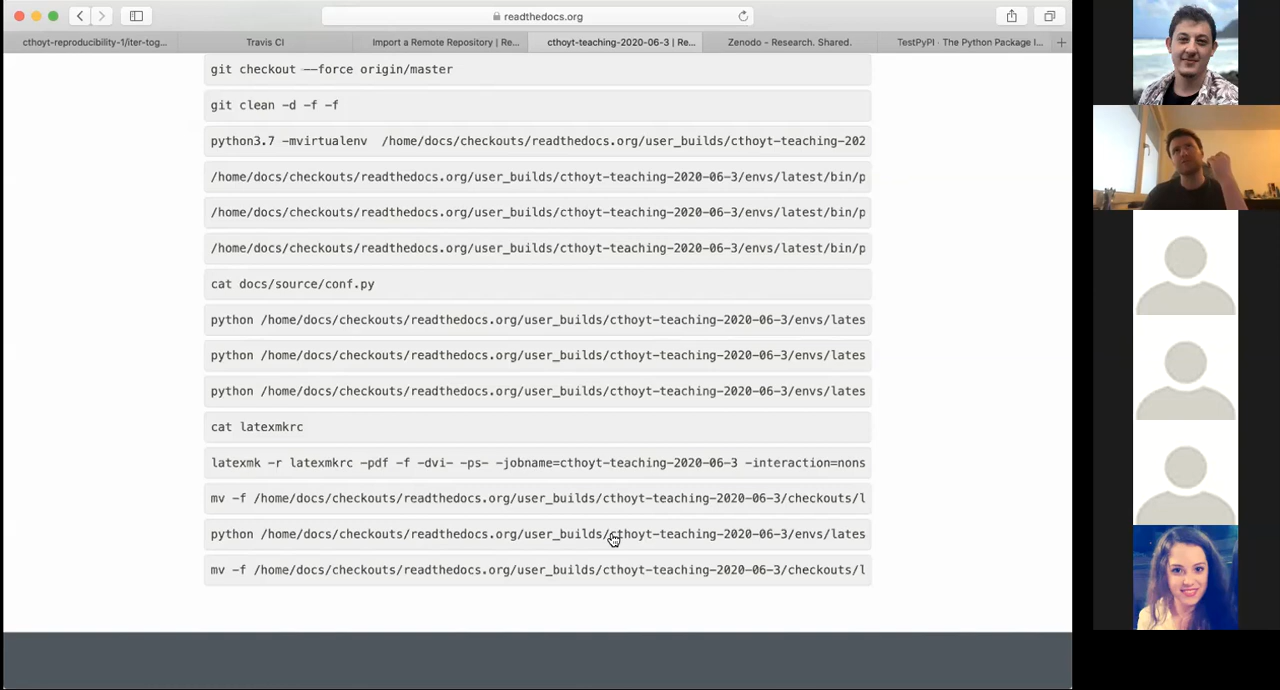 readthedocs.org
cthoyt-reproducibility-1/iter-tog...
Travis CI
Import a Remote Repository | Re...
cthoyt-teaching-2020-06-3 | Re...
Zenodo - Research. Shared.
TestPyPI · The Python Package I...
git checkout --force origin/master
git clean -d -f -f
python3.7 -mvirtualenv  /home/docs/checkouts/readthedocs.org/user_builds/cthoyt-teaching-202
/home/docs/checkouts/readthedocs.org/user_builds/cthoyt-teaching-2020-06-3/envs/latest/bin/p
/home/docs/checkouts/readthedocs.org/user_builds/cthoyt-teaching-2020-06-3/envs/latest/bin/p
/home/docs/checkouts/readthedocs.org/user_builds/cthoyt-teaching-2020-06-3/envs/latest/bin/p
cat docs/source/conf.py
python /home/docs/checkouts/readthedocs.org/user_builds/cthoyt-teaching-2020-06-3/envs/lates
python /home/docs/checkouts/readthedocs.org/user_builds/cthoyt-teaching-2020-06-3/envs/lates
python /home/docs/checkouts/readthedocs.org/user_builds/cthoyt-teaching-2020-06-3/envs/lates
cat latexmkrc
latexmk -r latexmkrc -pdf -f -dvi- -ps- -jobname=cthoyt-teaching-2020-06-3 -interaction=nons
mv -f /home/docs/checkouts/readthedocs.org/user_builds/cthoyt-teaching-2020-06-3/checkouts/l
python /home/docs/checkouts/readthedocs.org/user_builds/cthoyt-teaching-2020-06-3/envs/lates
mv -f /home/docs/checkouts/readthedocs.org/user_builds/cthoyt-teaching-2020-06-3/checkouts/l